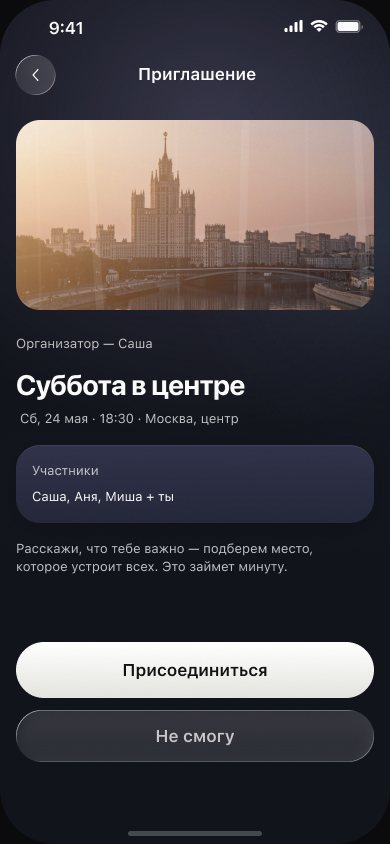 9:41
Приглашение
Организатор — Саша
Суббота в центре
Сб, 24 мая · 18:30 · Москва, центр
Участники
Саша, Аня, Миша + ты
Расскажи, что тебе важно — подберем место,
которое устроит всех. Это займет минуту.
Присоединиться
Не смогу